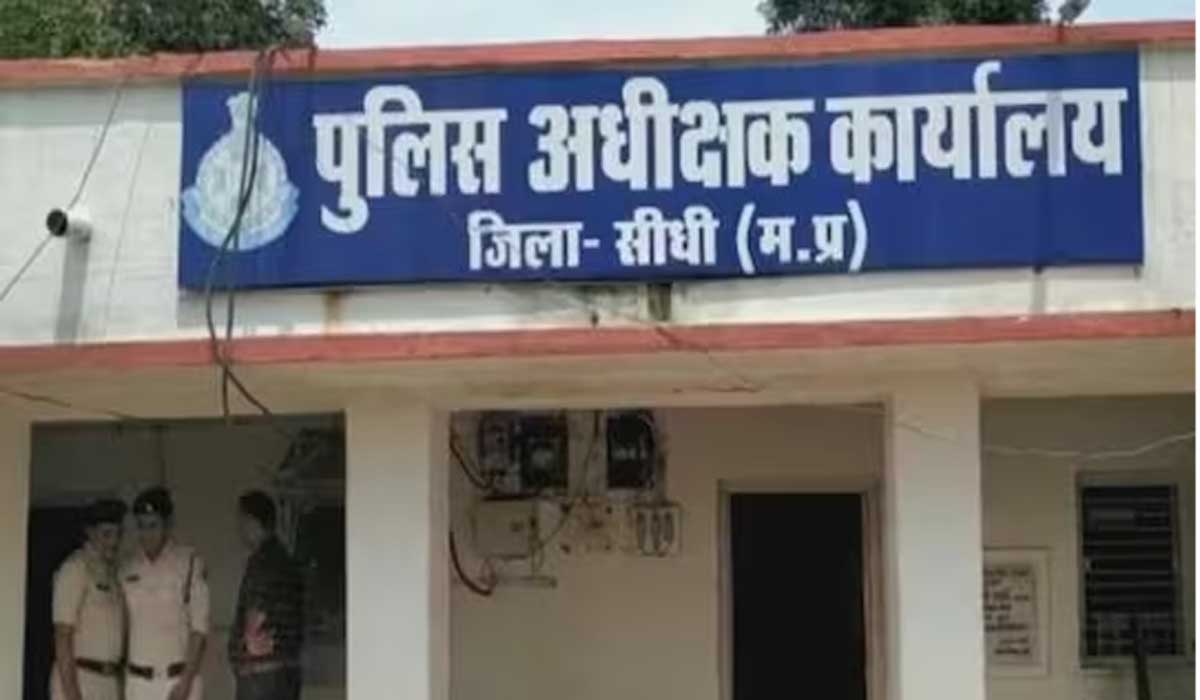 पुलिस अधीक्षक कार्यालय
जिला- सीधी (म.प्र)